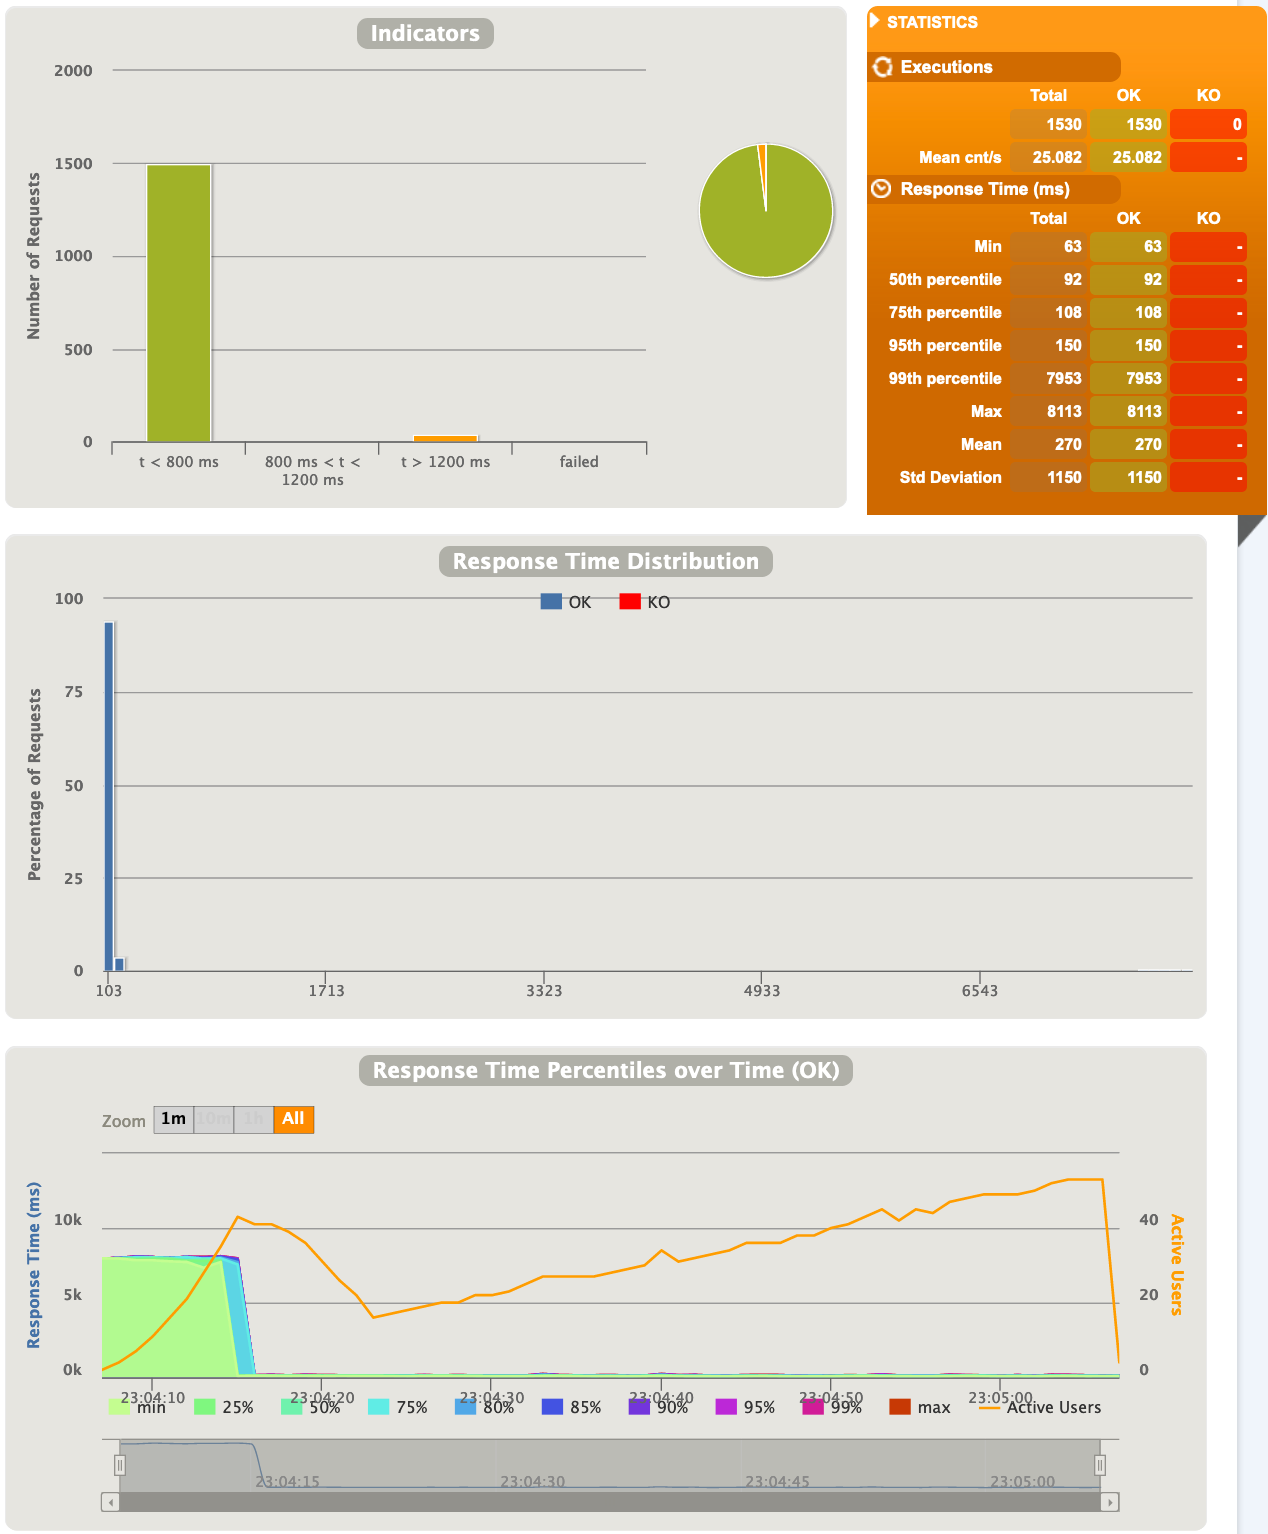 Indicators
Number of Requests
2000
1500
1000
500
0
t < 800 ms
800 ms < t <
1200 ms
t > 1200 ms
failed
STATISTICS
Executions
Total OK KO
1530 1530 0
Mean cnt/s 25.082 25.082 -
Response Time (ms)
Total OK KO
Min 63 63 -
50th percentile 92 92 -
75th percentile 108 108 -
95th percentile 150 150 -
99th percentile 7953 7953 -
Max 8113 8113 -
Mean 270 270 -
Std Deviation 1150 1150 -
Response Time Distribution
OK KO
Percentage of Requests
100
75
50
25
0
103 1713 3323 4933 6543
Response Time Percentiles over Time (OK)
Zoom 1m 10m 1h All
Response Time (ms)
10k
5k
0k
Active Users
40
20
0
23:04:10 23:04:20 23:04:30 23:04:40 23:04:50 23:05:00
min 25% 50% 75% 80% 85% 90% 95% 99% max Active Users
23:04:15 23:04:30 23:04:45 23:05:00